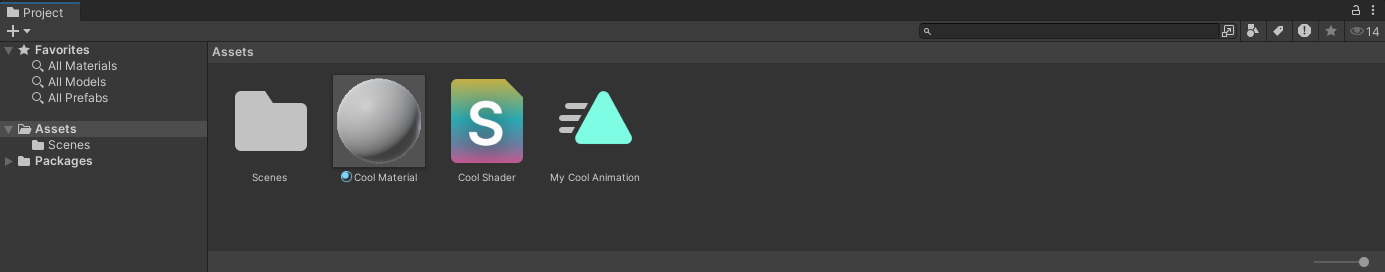 Project
14
Favorites
All Materials
All Models
All Prefabs
Assets
Scenes
Packages
Assets
S
Scenes
Cool Material
Cool Shader
My Cool Animation